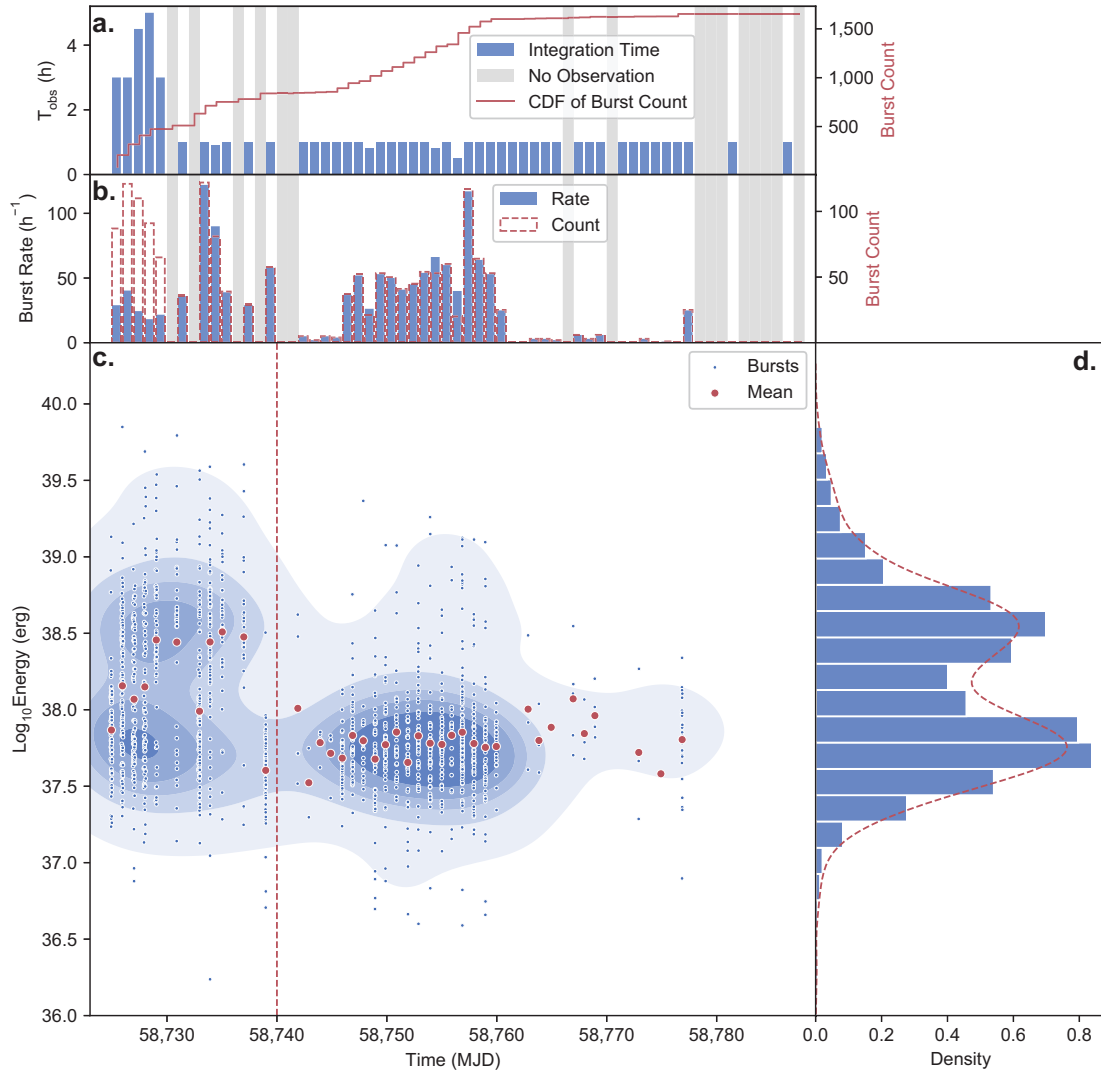 a.
4
2
0
T_obs (h)
Integration Time
No Observation
CDF of Burst Count
1,500
1,000
500
Burst Count
b.
100
50
0
Burst Rate (h⁻¹)
Rate
Count
100
50
Burst Count
c.
Bursts
Mean
d.
40.0
39.5
39.0
38.5
38.0
37.5
37.0
36.5
36.0
Log₁₀Energy (erg)
58,730 58,740 58,750 58,760 58,770 58,780
Time (MJD)
0.0 0.2 0.4 0.6 0.8
Density